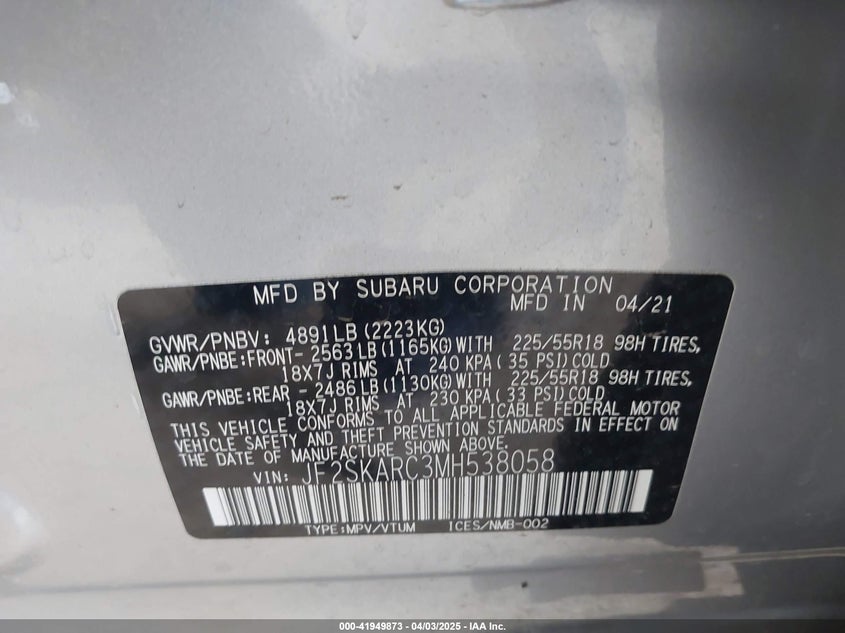 MFD BY SUBARU CORPORATION
MFD IN 04/21
GVWR/PNBV: 4891LB(2223KG)
GAWR/PNBE:FRONT- 2563LB(1165KG)WITH 225/55R18 98H TIRES,
18X7J RIMS AT 240 KPA(35 PSI)COLD
GAWR/PNBE:REAR - 2486LB(1130KG)WITH 225/55R18 98H TIRES,
18X7J RIMS AT 230 KPA(33 PSI)COLD
THIS VEHICLE CONFORMS TO ALL APPLICABLE FEDERAL MOTOR
VEHICLE SAFETY AND THEFT PREVENTION STANDARDS IN EFFECT ON
THE DATE OF MANUFACTURE SHOWN ABOVE.
VIN: JF2SKARC3MH538058
TYPE:MPV/VTUM ICES/NMB-002
000-41949873 - 04/03/2025 - IAA Inc.